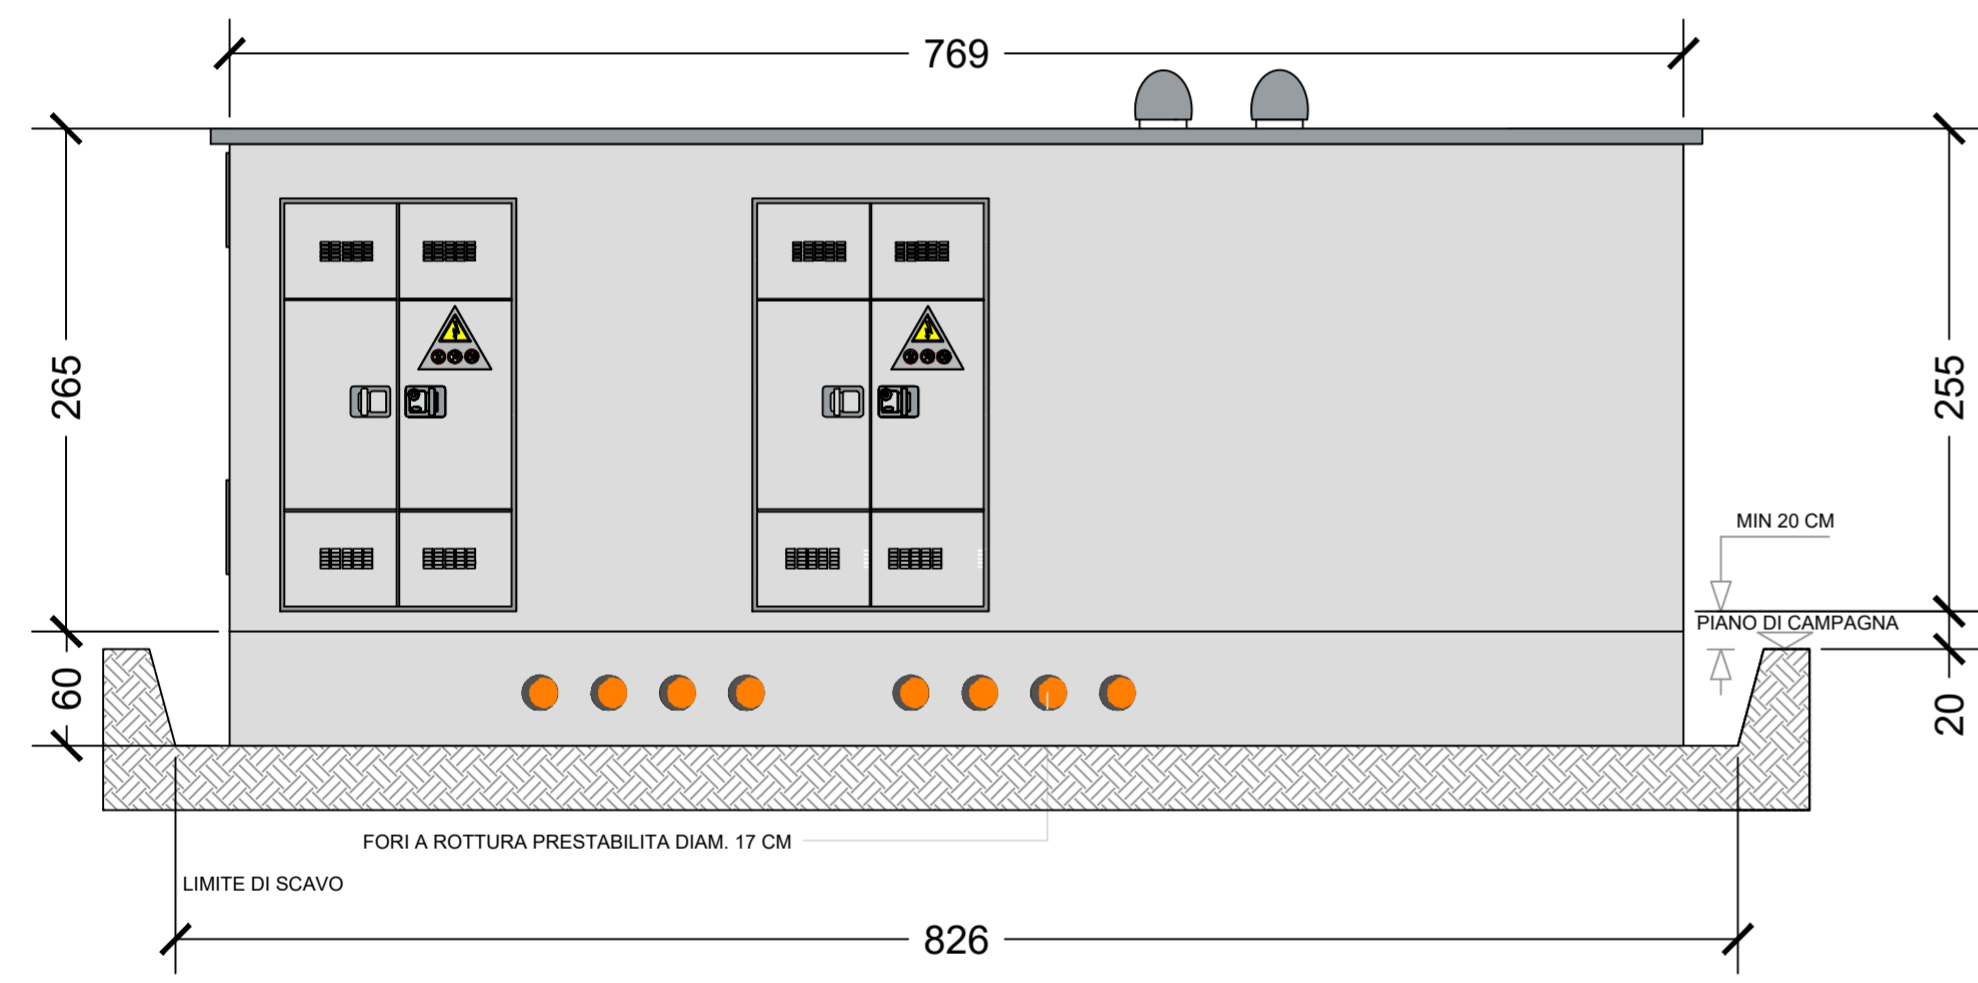 769
265
255
MIN 20 CM
PIANO DI CAMPAGNA
60
20
FORI A ROTTURA PRESTABILITA DIAM. 17 CM
LIMITE DI SCAVO
826